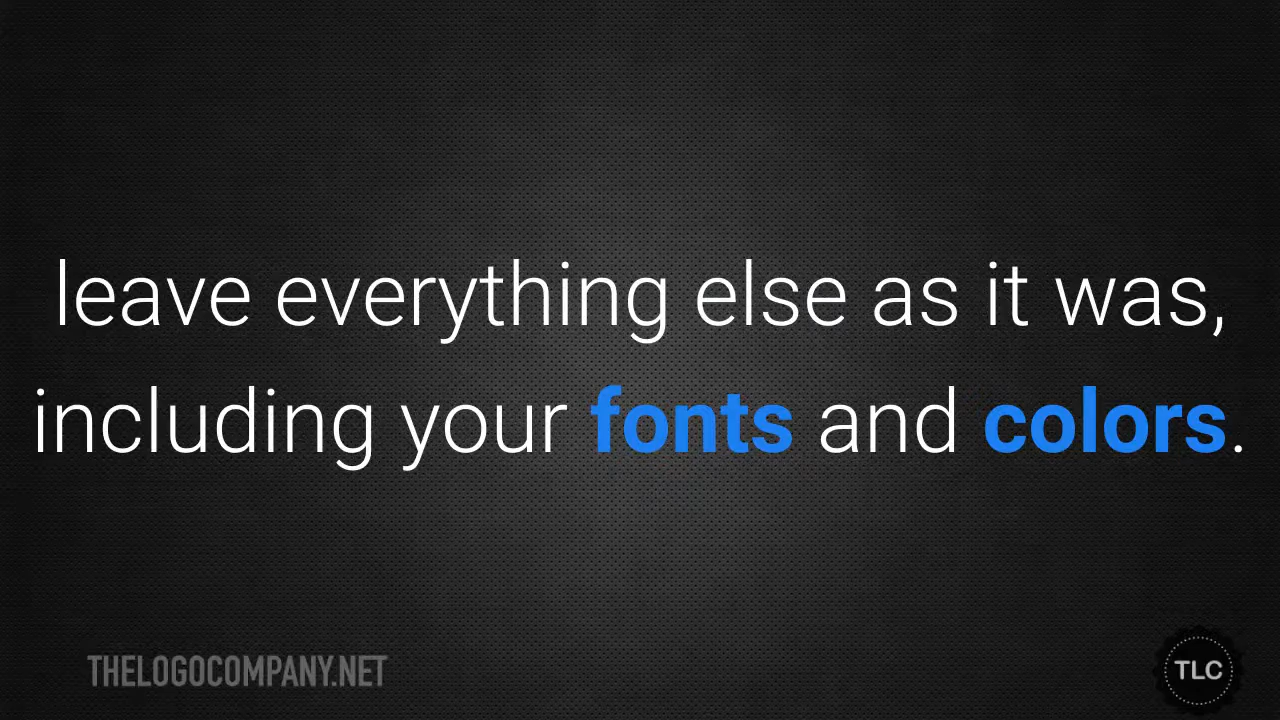 leave everything else as it was,
including your fonts and colors.
THELOGOCOMPANY.NET
TLC